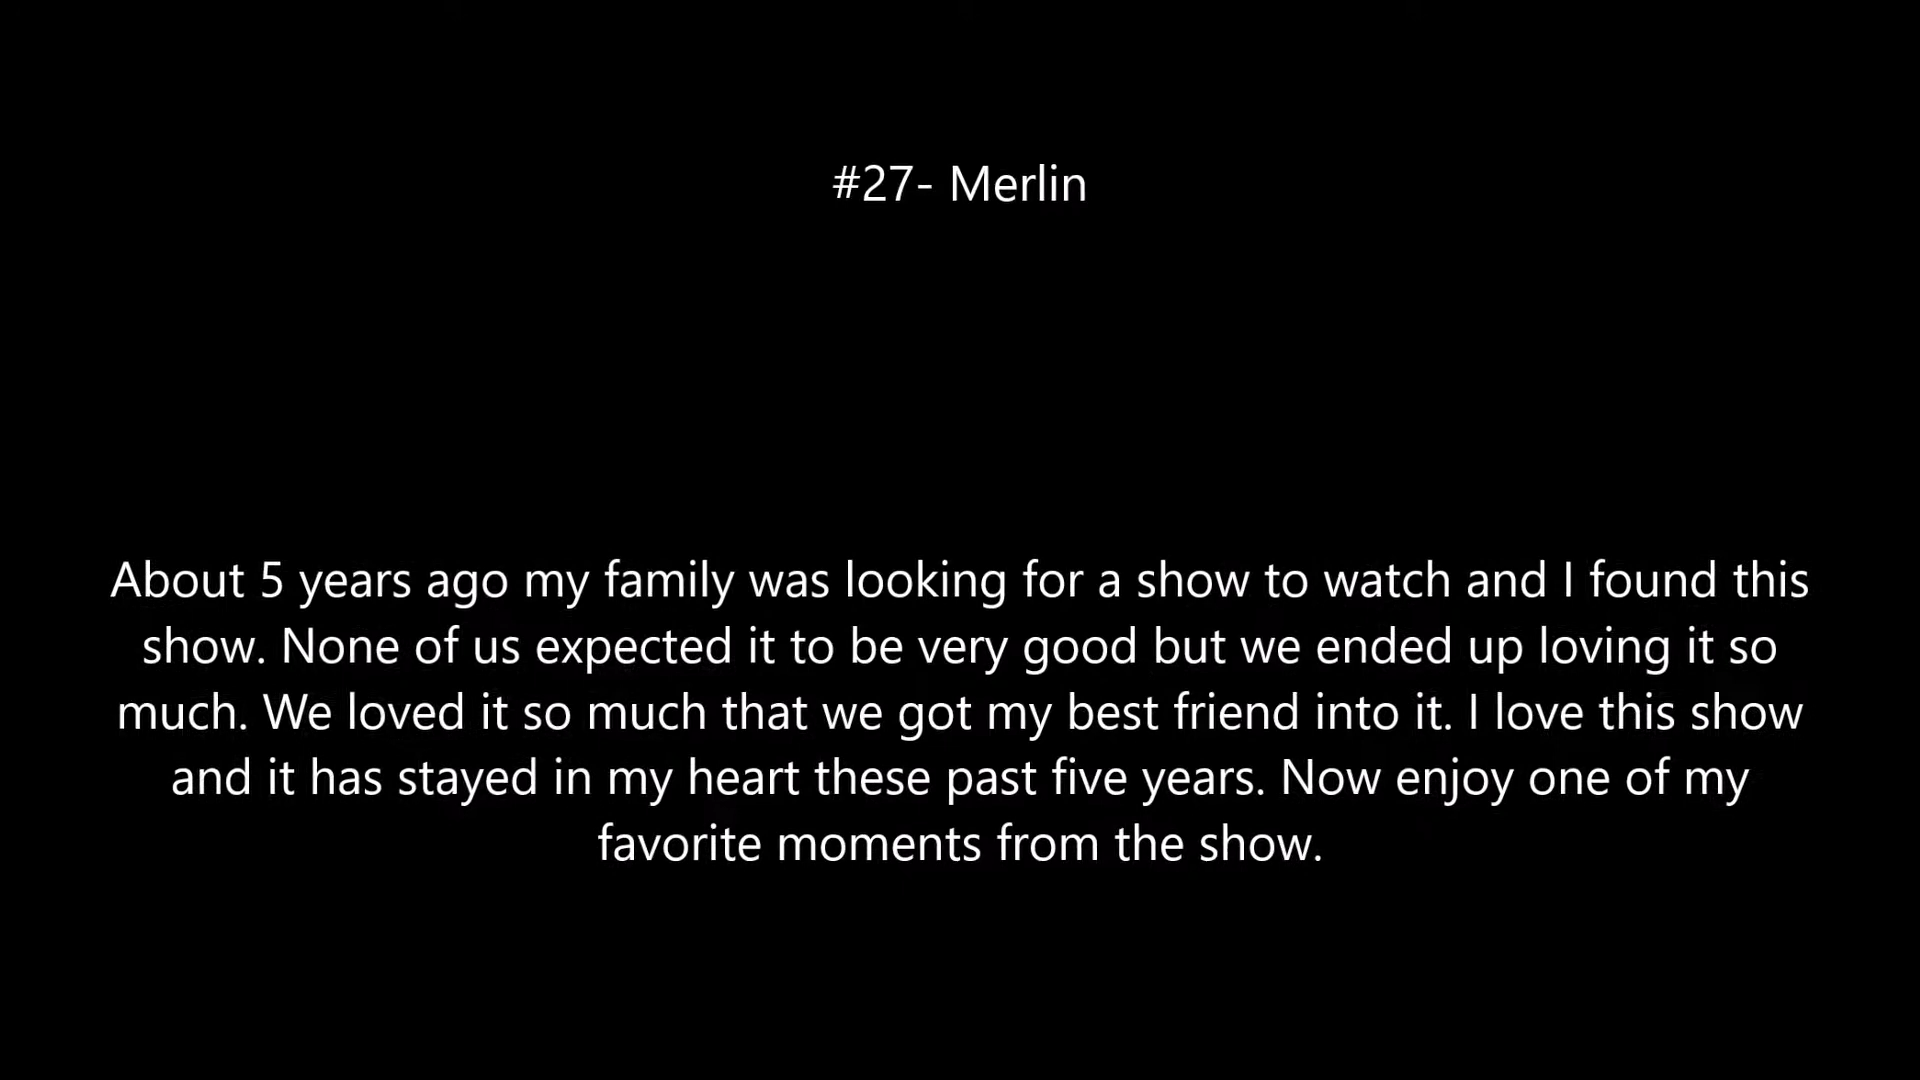 #27- Merlin
About 5 years ago my family was looking for a show to watch and I found this
show. None of us expected it to be very good but we ended up loving it so
much. We loved it so much that we got my best friend into it. I love this show
and it has stayed in my heart these past five years. Now enjoy one of my
favorite moments from the show.